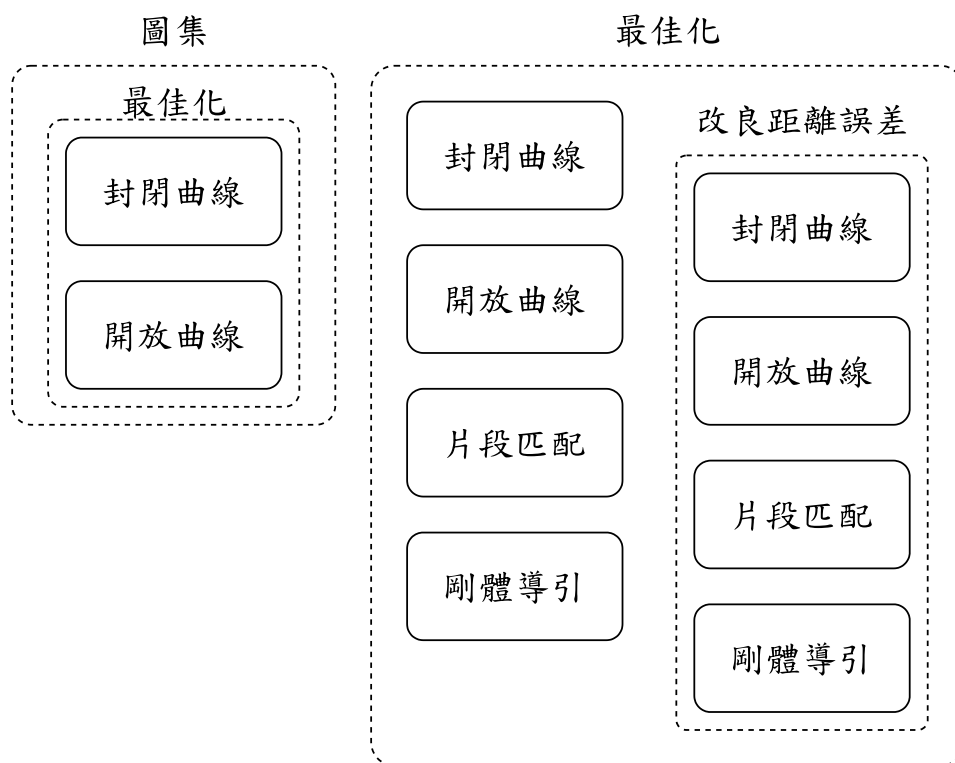 圖集
最佳化
封閉曲線
開放曲線
最佳化
封閉曲線
開放曲線
片段匹配
剛體導引
改良距離誤差
封閉曲線
開放曲線
片段匹配
剛體導引